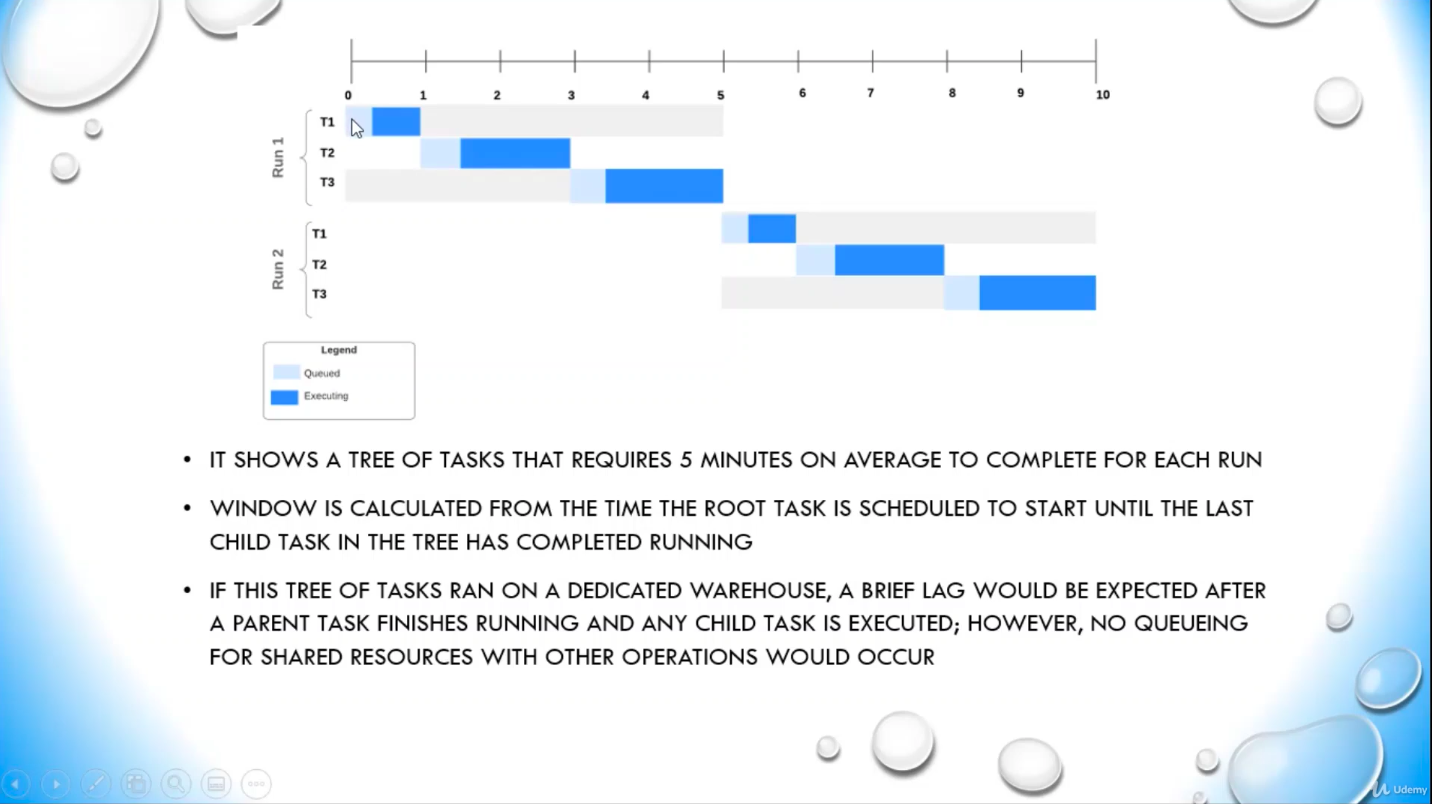 0 1 2 3 4 5 6 7 8 9 10
Run 1
T1
T2
T3
Run 2
T1
T2
T3
Legend
Queued
Executing
• IT SHOWS A TREE OF TASKS THAT REQUIRES 5 MINUTES ON AVERAGE TO COMPLETE FOR EACH RUN
• WINDOW IS CALCULATED FROM THE TIME THE ROOT TASK IS SCHEDULED TO START UNTIL THE LAST
CHILD TASK IN THE TREE HAS COMPLETED RUNNING
• IF THIS TREE OF TASKS RAN ON A DEDICATED WAREHOUSE, A BRIEF LAG WOULD BE EXPECTED AFTER
A PARENT TASK FINISHES RUNNING AND ANY CHILD TASK IS EXECUTED; HOWEVER, NO QUEUEING
FOR SHARED RESOURCES WITH OTHER OPERATIONS WOULD OCCUR
Udemy